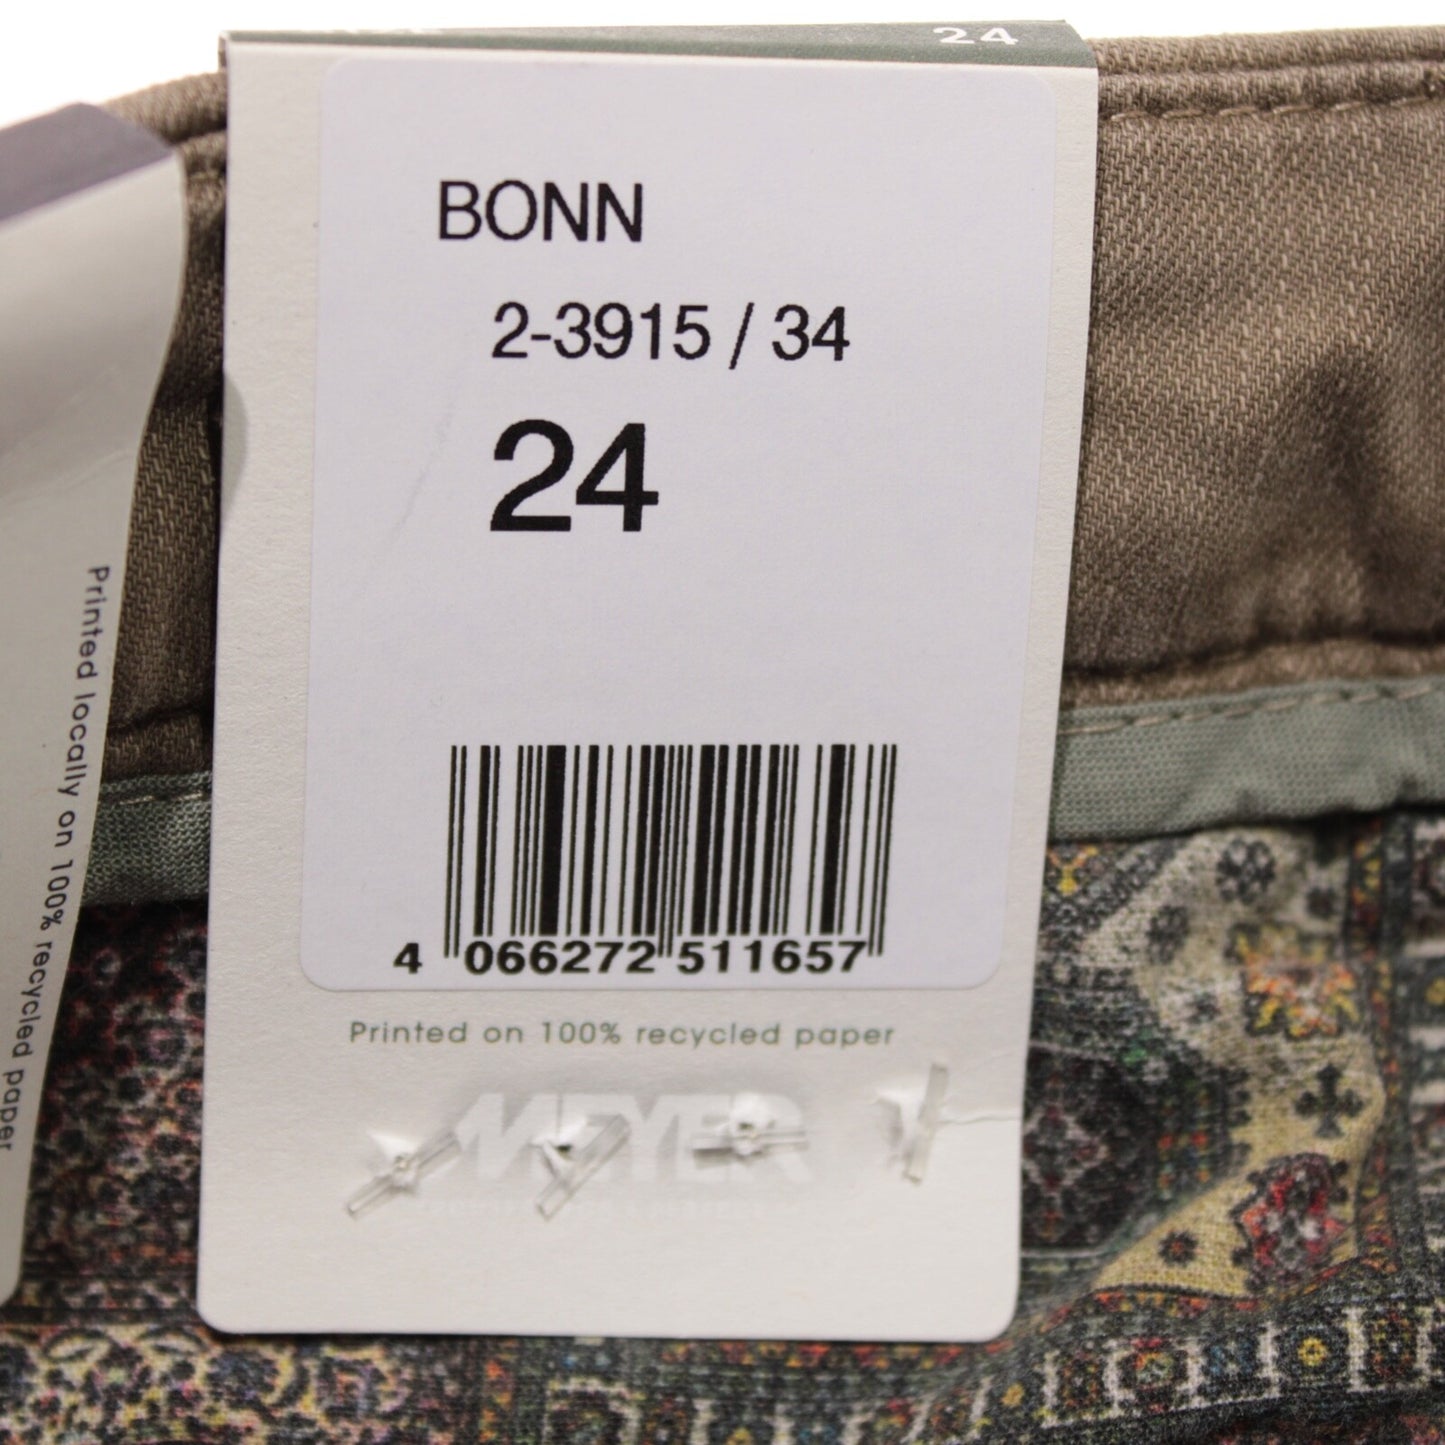 24
BONN
2-3915 / 34
24
4 066272 511657
Printed on 100% recycled paper
MEYER
Printed locally on 100% recycled paper